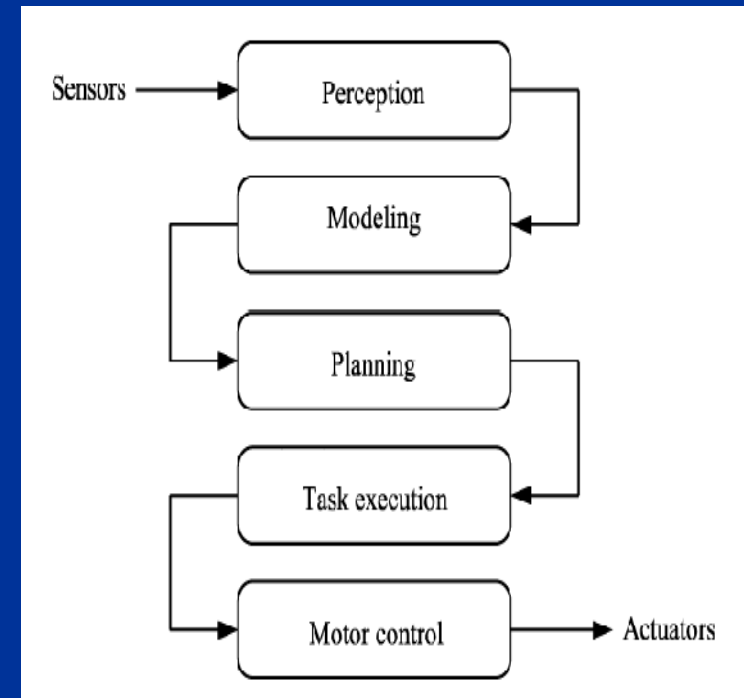 Sensors
Perception
Modeling
Planning
Task execution
Motor control
Actuators